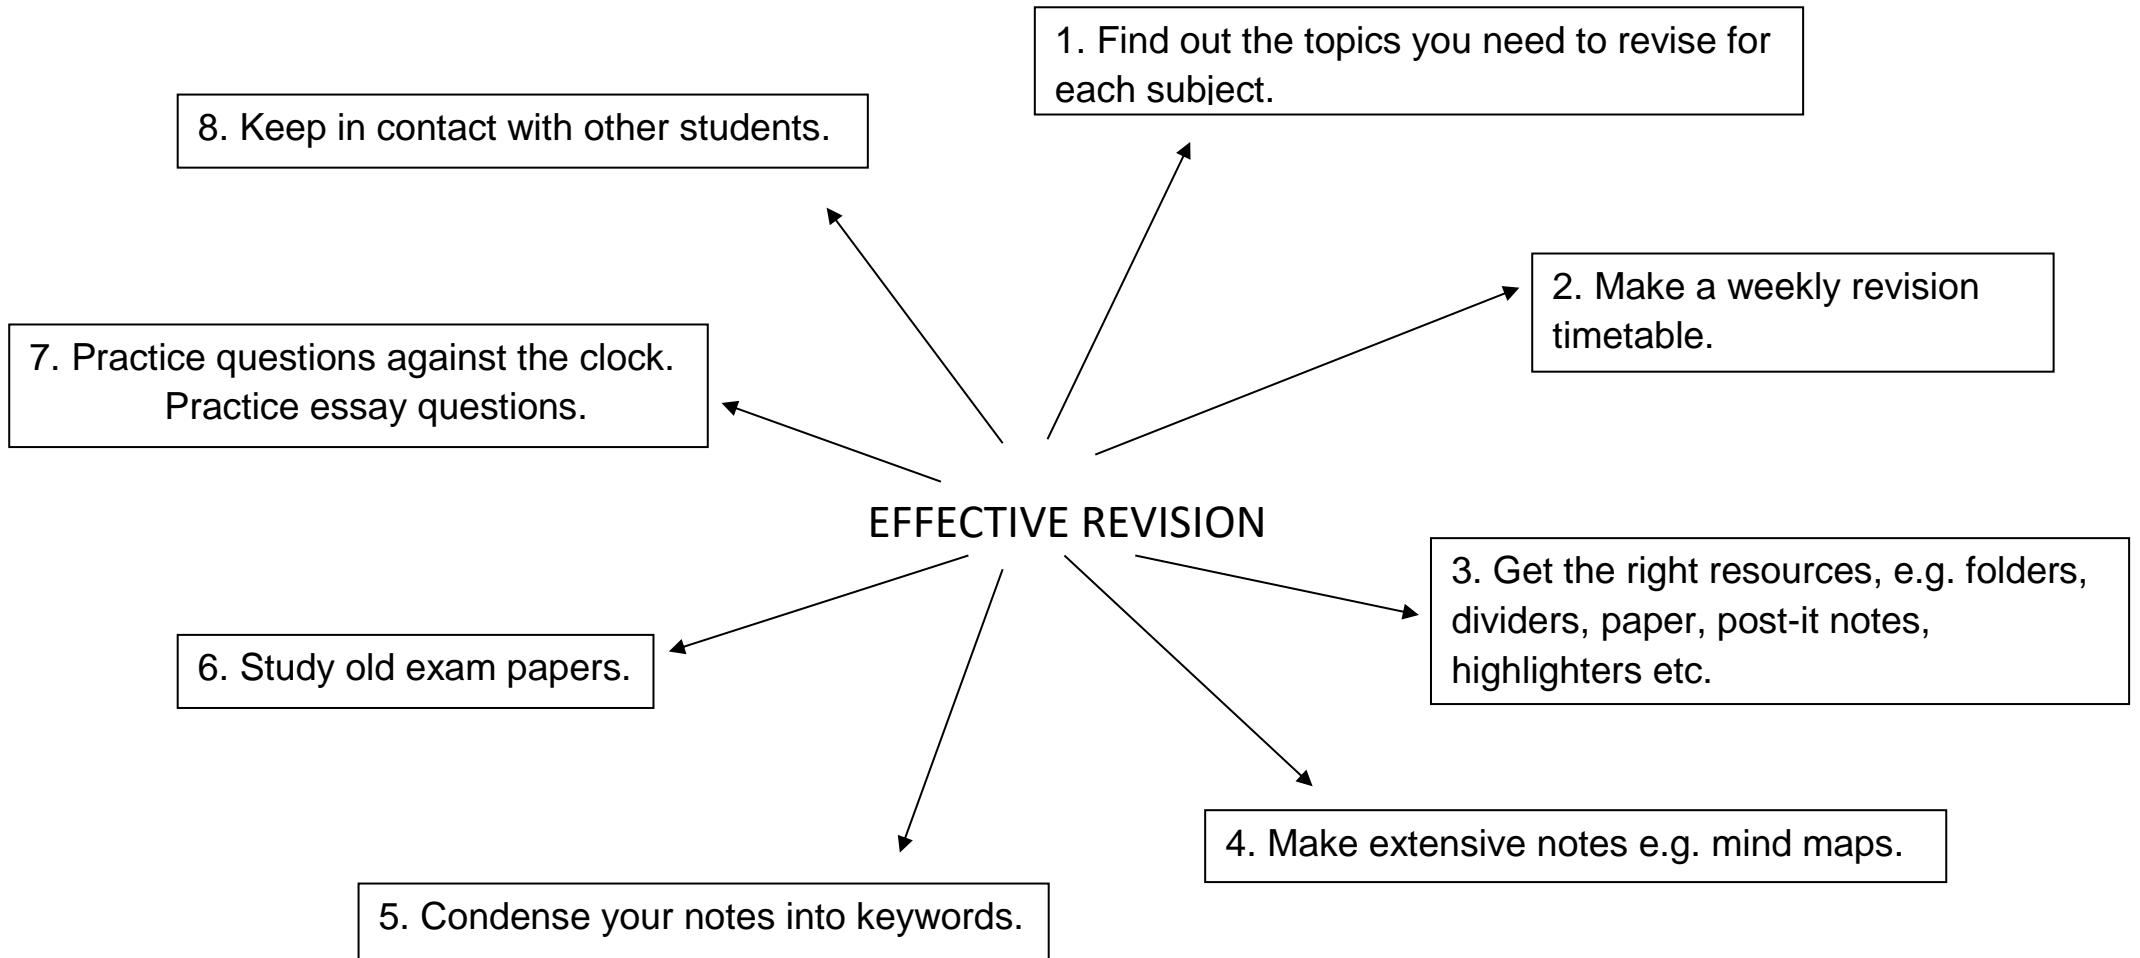 1. Find out the topics you need to revise for
each subject.
8. Keep in contact with other students.
2. Make a weekly revision
timetable.
7. Practice questions against the clock.
Practice essay questions.
EFFECTIVE REVISION
3. Get the right resources, e.g. folders,
dividers, paper, post-it notes,
highlighters etc.
6. Study old exam papers.
4. Make extensive notes e.g. mind maps.
5. Condense your notes into keywords.